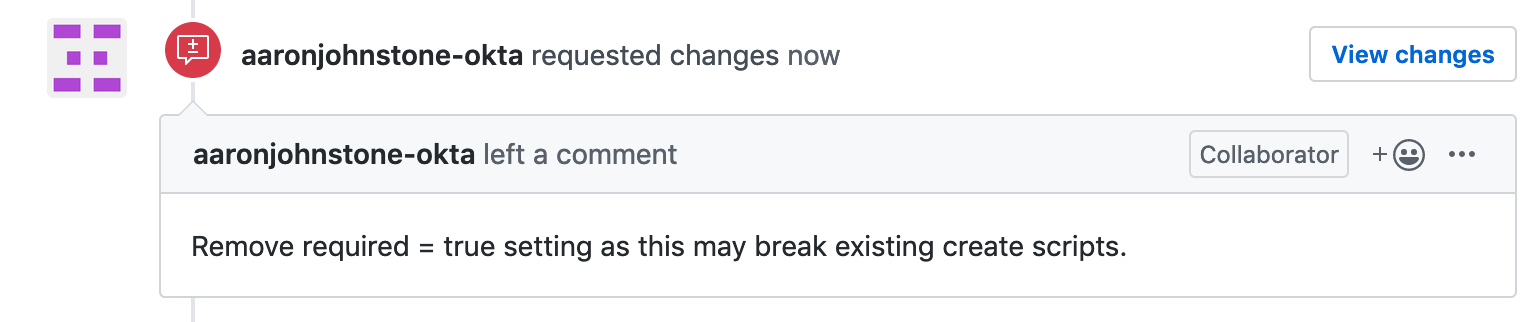 aaronjohnstone-okta requested changes now
View changes
aaronjohnstone-okta left a comment
Collaborator
Remove required = true setting as this may break existing create scripts.